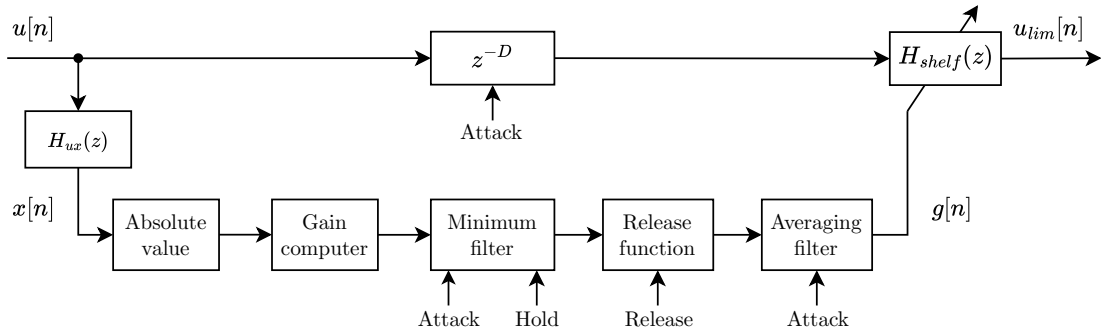 u[n]
z^{-D}
H_{shelf}(z)
u_{lim}[n]
Attack
H_{ux}(z)
x[n]
Absolute
value
Gain
computer
Minimum
filter
Release
function
Averaging
filter
g[n]
Attack
Hold
Release
Attack